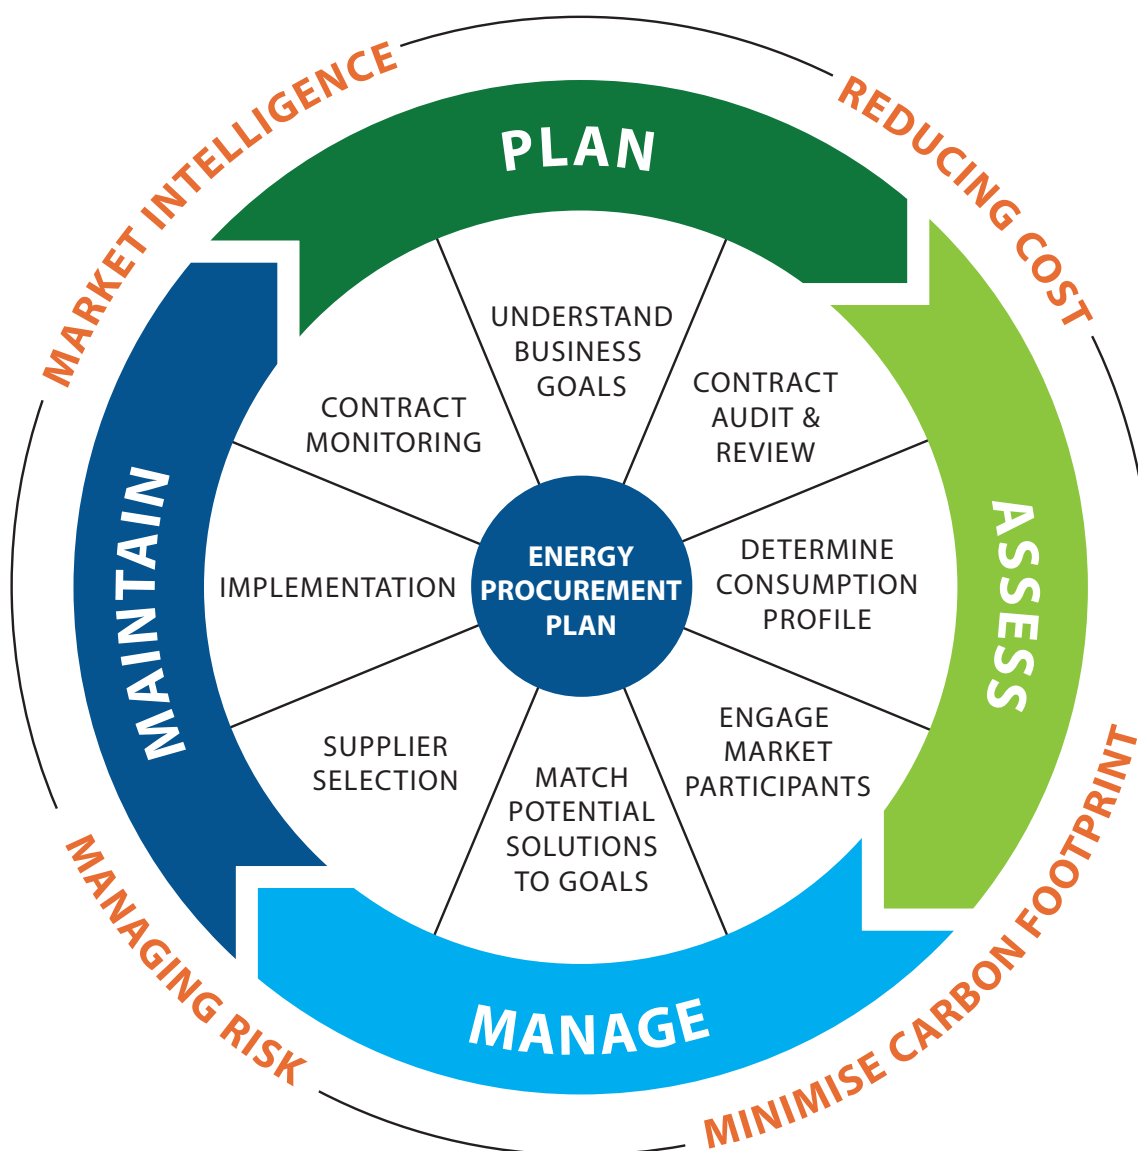 MARKET INTELLIGENCE
REDUCING COST
PLAN
UNDERSTAND
BUSINESS
GOALS
CONTRACT
AUDIT &
REVIEW
CONTRACT
MONITORING
ASSESS
MAINTAIN
ENERGY
PROCUREMENT
PLAN
DETERMINE
CONSUMPTION
PROFILE
IMPLEMENTATION
ENGAGE
MARKET
PARTICIPANTS
SUPPLIER
SELECTION
MATCH
POTENTIAL
SOLUTIONS
TO GOALS
MANAGE
MANAGING RISK
MINIMISE CARBON FOOTPRINT